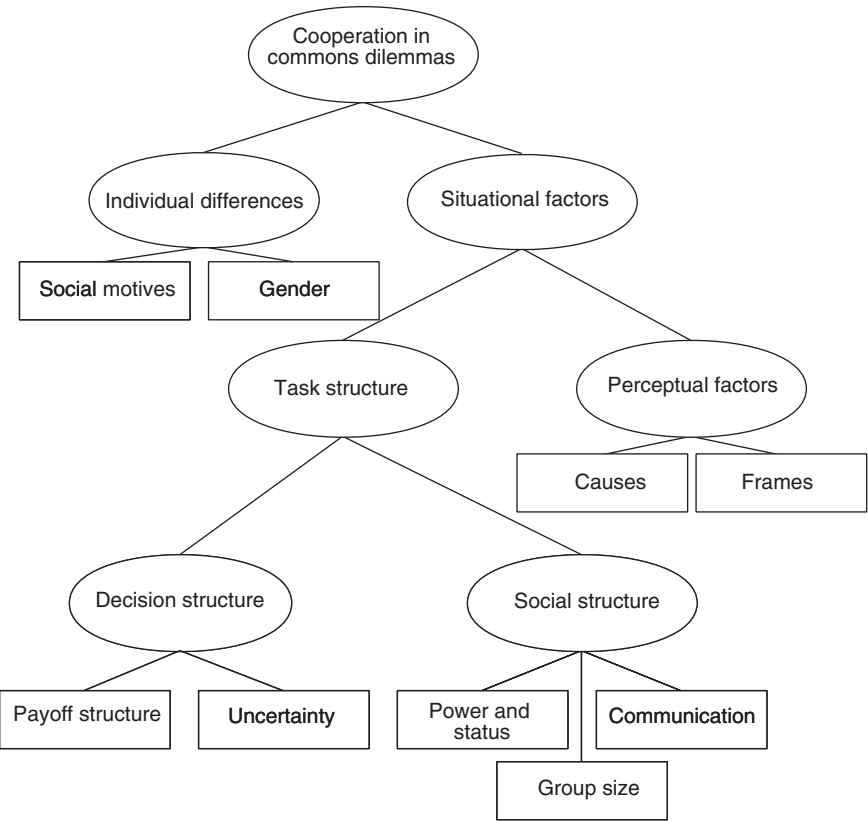 Cooperation in
commons dilemmas
Individual differences
Situational factors
Social motives
Gender
Task structure
Perceptual factors
Causes
Frames
Decision structure
Social structure
Payoff structure
Uncertainty
Power and
status
Communication
Group size